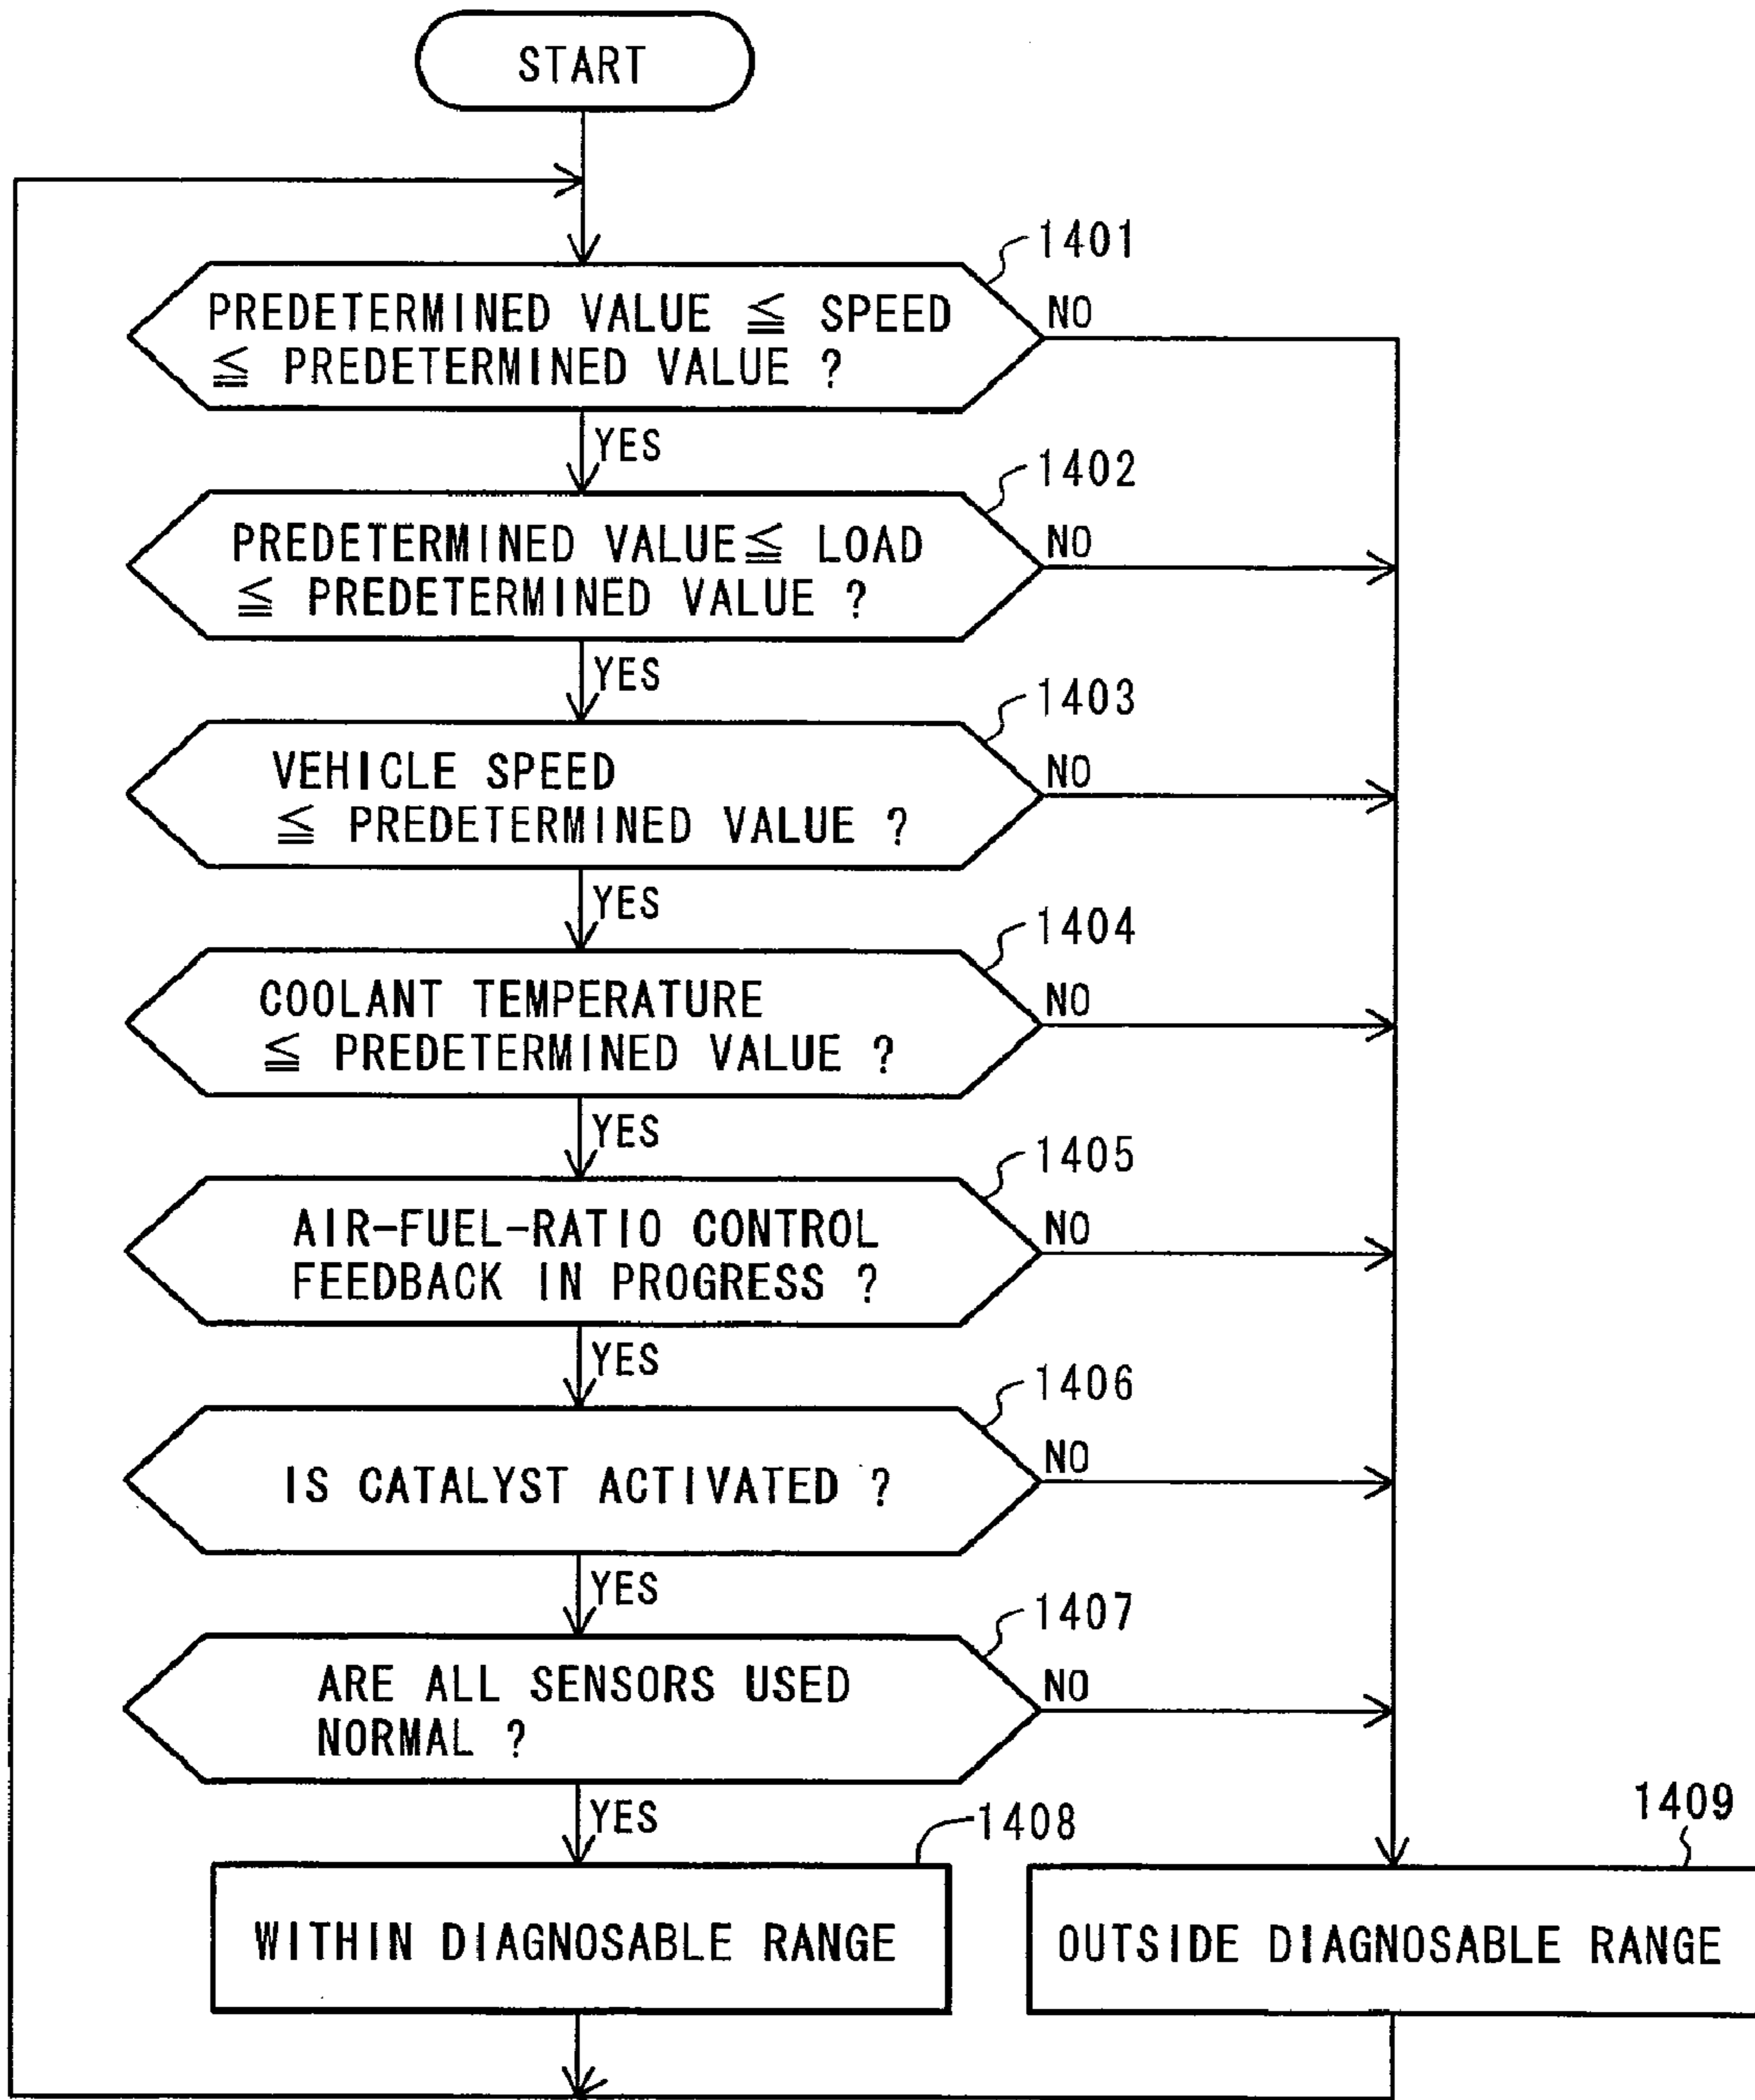 START
1401
PREDETERMINED VALUE ≦ SPEED
≦ PREDETERMINED VALUE ?
NO
YES
1402
PREDETERMINED VALUE≦ LOAD
≦ PREDETERMINED VALUE ?
NO
YES
1403
VEHICLE SPEED
≦ PREDETERMINED VALUE ?
NO
YES
1404
COOLANT TEMPERATURE
≦ PREDETERMINED VALUE ?
NO
YES
1405
AIR-FUEL-RATIO CONTROL
FEEDBACK IN PROGRESS ?
NO
YES
1406
IS CATALYST ACTIVATED ?
NO
YES
1407
ARE ALL SENSORS USED
NORMAL ?
NO
YES
1408
WITHIN DIAGNOSABLE RANGE
1409
OUTSIDE DIAGNOSABLE RANGE